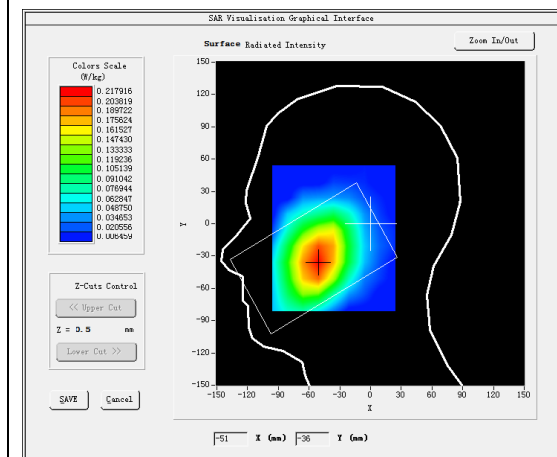 SAR Visualisation Graphical Interface
Surface Radiated Intensity
Zoom In/Out
Colors Scale
(W/kg)
0.217916
0.203819
0.189722
0.175624
0.161527
0.147430
0.133333
0.119236
0.105139
0.091042
0.076944
0.062847
0.048750
0.034653
0.020556
0.006459
150
120
90
60
30
0
-30
-60
-90
-120
-150
Y
-150 -120 -90 -60 -30 0 30 60 90 120 150
X
Z-Cuts Control
<< Upper Cut
Z = 0.5 mm
Lower Cut >>
SAVE Cancel
-51 X (mm) -36 Y (mm)